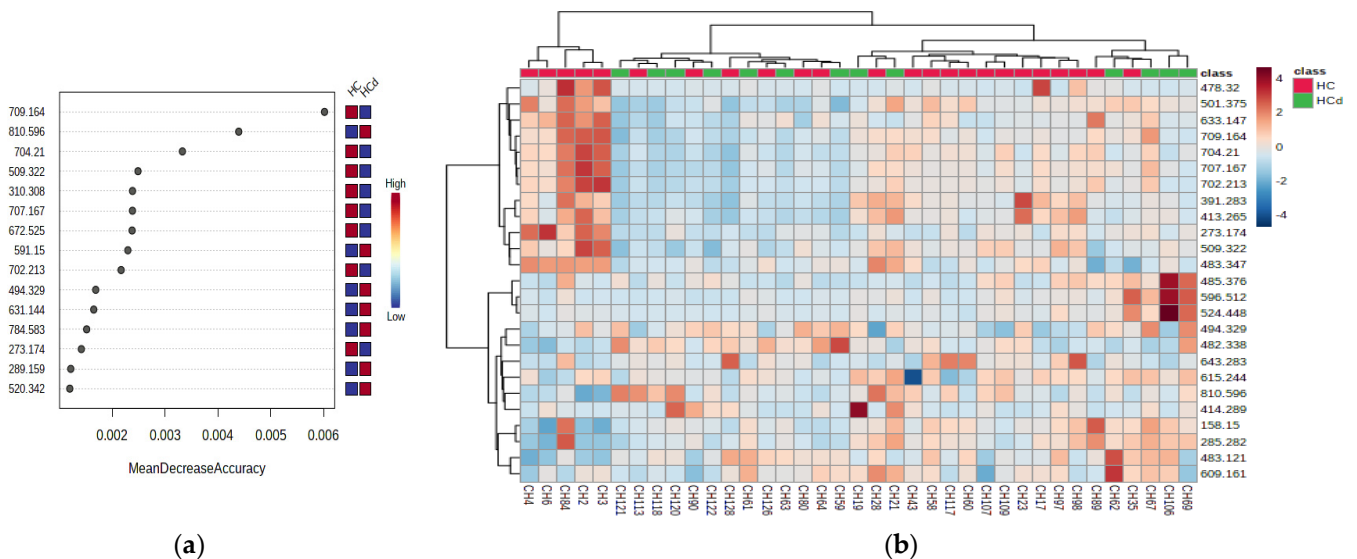 709.164
810.596
704.21
509.322
310.308
707.167
672.525
591.15
702.213
494.329
631.144
784.583
273.174
289.159
520.342
0.002
0.003
0.004
0.005
0.006
MeanDecreaseAccuracy
HC
HCd
High
Low
(a)
class
478.32
501.375
633.147
709.164
704.21
707.167
702.213
391.283
413.265
273.174
509.322
483.347
485.376
596.512
524.448
494.329
482.338
643.283
615.244
810.596
414.289
158.15
285.282
483.121
609.161
CH4
CH6
CH84
CH2
CH3
CH121
CH113
CH118
CH120
CH90
CH122
CH128
CH61
CH126
CH63
CH80
CH64
CH59
CH19
CH28
CH21
CH43
CH58
CH117
CH60
CH107
CH109
CH23
CH17
CH97
CH98
CH89
CH62
CH35
CH67
CH106
CH69
4
2
0
-2
-4
class
HC
HCd
(b)